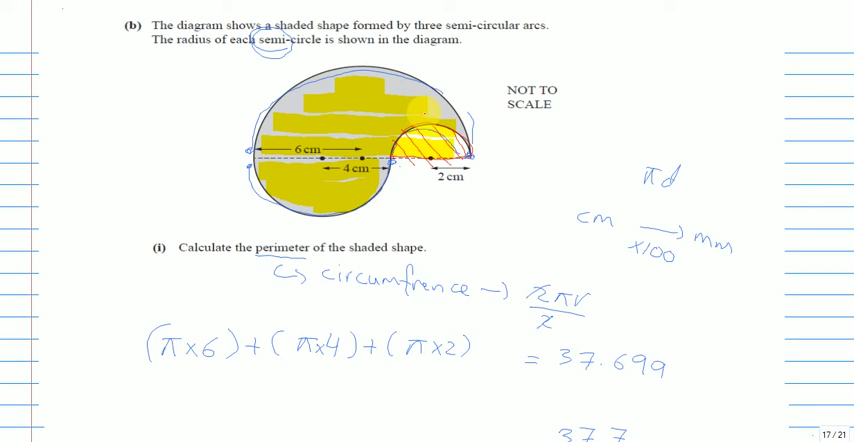 (b) The diagram shows a shaded shape formed by three semi-circular arcs.
The radius of each semi-circle is shown in the diagram.
NOT TO
SCALE
6 cm
4 cm
2 cm
πd
cm → mm
×100
(i) Calculate the perimeter of the shaded shape.
↳ circumfrence → 2πr
2
(π×6) + (π×4) + (π×2)
= 37.699
37.7
17 / 21